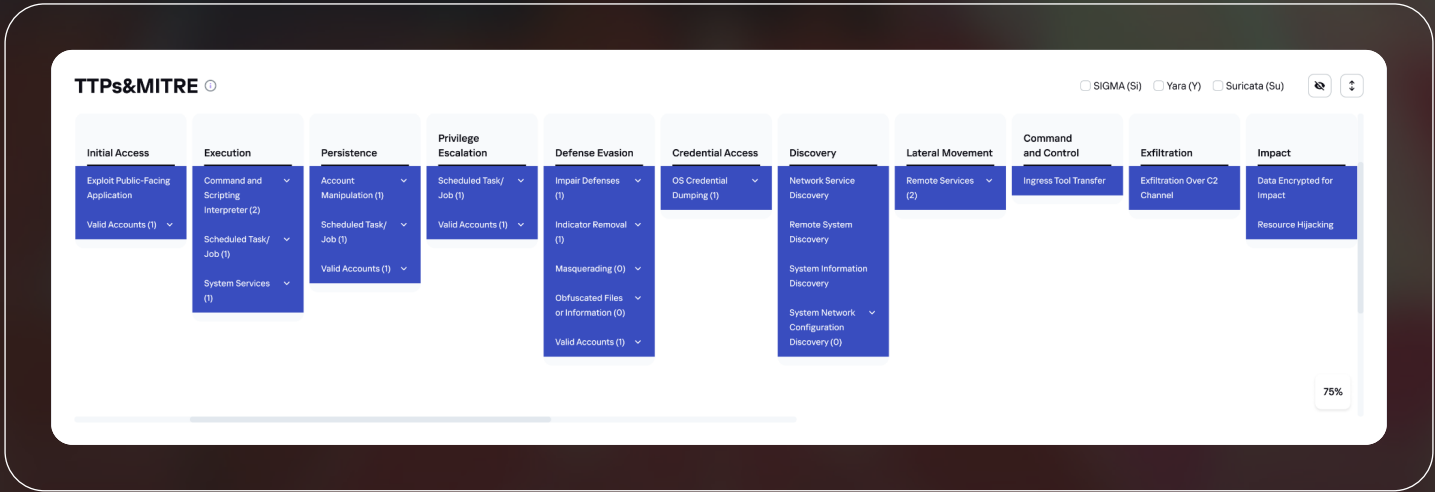 TTPs&MITRE
SIGMA (Si)
Yara (Y)
Suricata (Su)
Initial Access
Exploit Public-Facing
Application
Valid Accounts (1)
Execution
Command and
Scripting
Interpreter (2)
Scheduled Task/
Job (1)
System Services
(1)
Persistence
Account
Manipulation (1)
Scheduled Task/
Job (1)
Valid Accounts (1)
Privilege
Escalation
Scheduled Task/
Job (1)
Valid Accounts (1)
Defense Evasion
Impair Defenses
(1)
Indicator Removal
(1)
Masquerading (0)
Obfuscated Files
or Information (0)
Valid Accounts (1)
Credential Access
OS Credential
Dumping (1)
Discovery
Network Service
Discovery
Remote System
Discovery
System Information
Discovery
System Network
Configuration
Discovery (0)
Lateral Movement
Remote Services
(2)
Command
and Control
Ingress Tool Transfer
Exfiltration
Exfiltration Over C2
Channel
Impact
Data Encrypted for
Impact
Resource Hijacking
75%